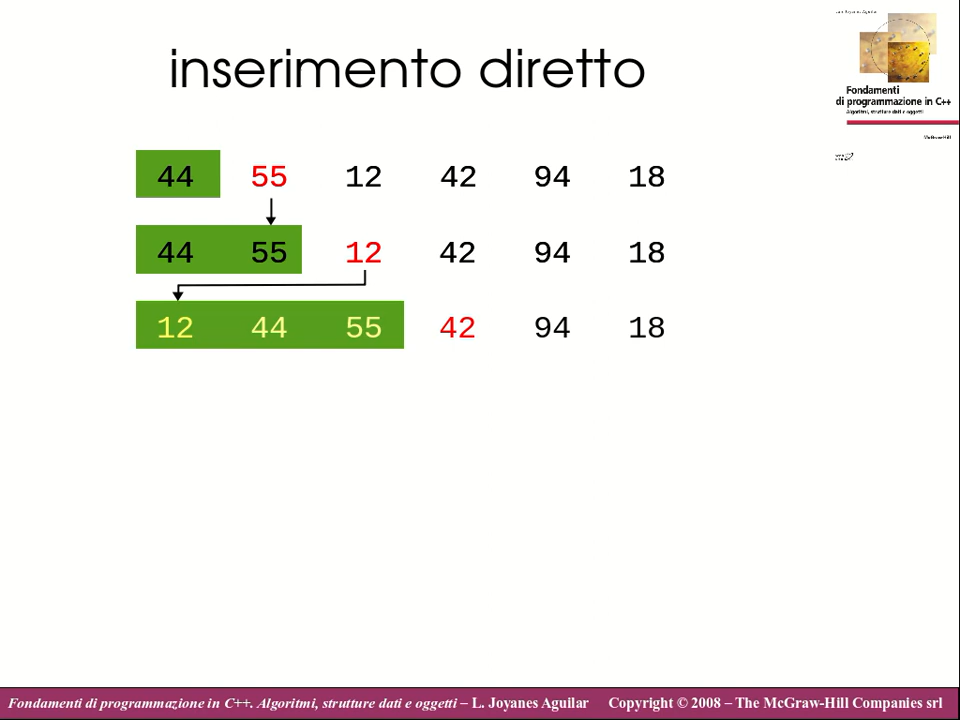 inserimento diretto
Fondamenti
di programmazione in C++
Algoritmi, strutture dati e oggetti
McGraw-Hill
44 55 12 42 94 18
44 55 12 42 94 18
12 44 55 42 94 18
Fondamenti di programmazione in C++. Algoritmi, strutture dati e oggetti – L. Joyanes Aguilar Copyright © 2008 – The McGraw-Hill Companies srl